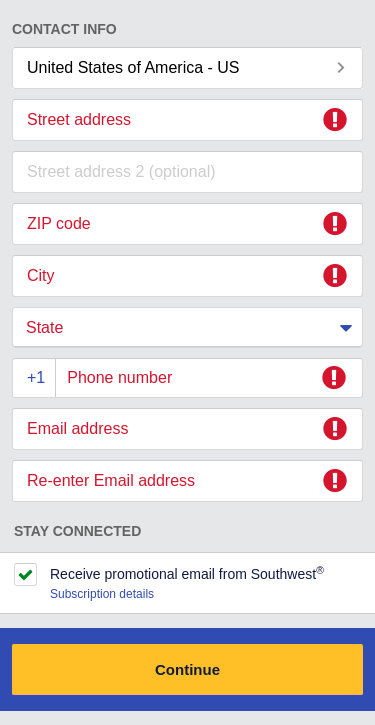 CONTACT INFO
United States of America - US
Street address
Street address 2 (optional)
ZIP code
City
State
+1 Phone number
Email address
Re-enter Email address
STAY CONNECTED
Receive promotional email from Southwest®
Subscription details
Continue